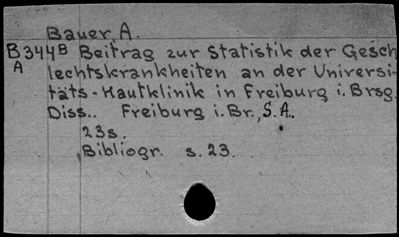 Bauer, A.
B344B Beitrag zur Statistik der Gesch
A lechtskrankheiten an der Universi-
täts-Hautklinik in Freiburg i. Brsg.
Diss.. Freiburg i. Br., S.A.
23s.
Bibliogr. s. 23.